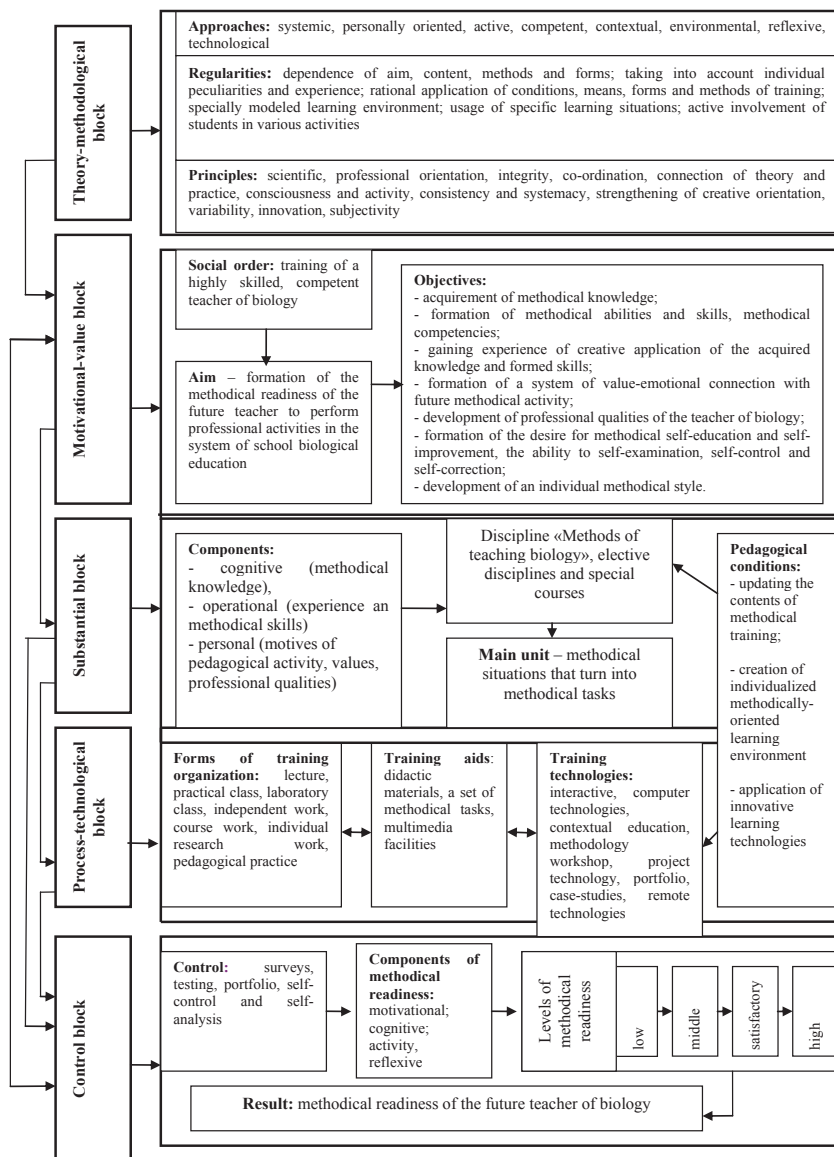 Theory-methodological
block
Approaches: systemic, personally oriented, active, competent, contextual, environmental, reflexive,
technological
Regularities: dependence of aim, content, methods and forms; taking into account individual
peculiarities and experience; rational application of conditions, means, forms and methods of training;
specially modeled learning environment; usage of specific learning situations; active involvement of
students in various activities
Principles: scientific, professional orientation, integrity, co-ordination, connection of theory and
practice, consciousness and activity, consistency and systemacy, strengthening of creative orientation,
variability, innovation, subjectivity
Motivational-value block
Social order: training of a
highly skilled, competent
teacher of biology
Aim – formation of the
methodical readiness of the
future teacher to perform
professional activities in the
system of school biological
education
Objectives:
- acquirement of methodical knowledge;
- formation of methodical abilities and skills, methodical
competencies;
- gaining experience of creative application of the acquired
knowledge and formed skills;
- formation of a system of value-emotional connection with
future methodical activity;
- development of professional qualities of the teacher of biology;
- formation of the desire for methodical self-education and self-
improvement, the ability to self-examination, self-control and
self-correction;
- development of an individual methodical style.
Substantial block
Components:
- cognitive (methodical
knowledge),
- operational (experience an
methodical skills)
- personal (motives of
pedagogical activity, values,
professional qualities)
Discipline «Methods of
teaching biology», elective
disciplines and special
courses
Main unit – methodical
situations that turn into
methodical tasks
Pedagogical
conditions:
- updating the
contents of
methodical
training;
- creation of
individualized
methodically-
oriented
learning
environment
- application of
innovative
learning
technologies
Process-technological
block
Forms of training
organization: lecture,
practical class, laboratory
class, independent work,
course work, individual
research work,
pedagogical practice
Training aids:
didactic
materials, a set of
methodical tasks,
multimedia
facilities
Training
technologies:
interactive, computer
technologies,
contextual education,
methodology
workshop, project
technology, portfolio,
case-studies, remote
technologies
Control block
Control: surveys,
testing, portfolio, self-
control and self-
analysis
Components of
methodical
readiness:
motivational;
cognitive;
activity,
reflexive
Levels of
methodical
readiness
low
middle
satisfactory
high
Result: methodical readiness of the future teacher of biology